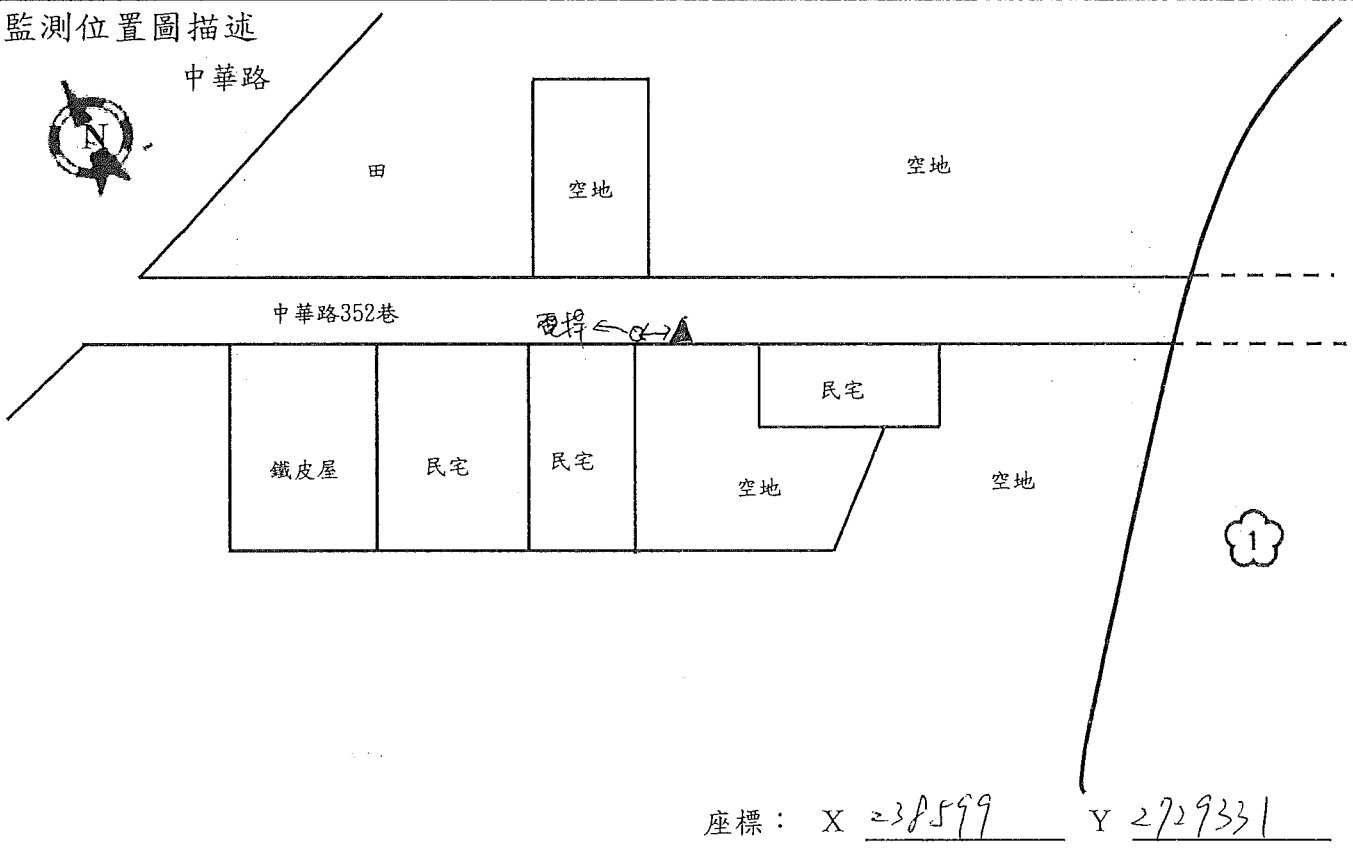 監測位置圖描述
中華路
N
田
空地
空地
中華路352巷
電桿
民宅
鐵皮屋
民宅
民宅
空地
空地
1
座標： X 238599 Y 2729331